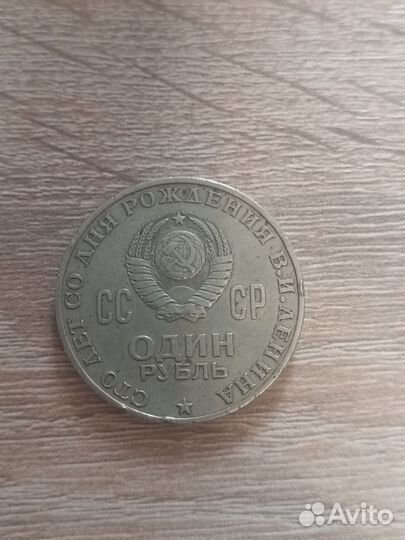 СТО ЛЕТ СО ДНЯ РОЖДЕНИЯ В.И.ЛЕНИНА
СС СР
ОДИН
РУБЛЬ
Avito